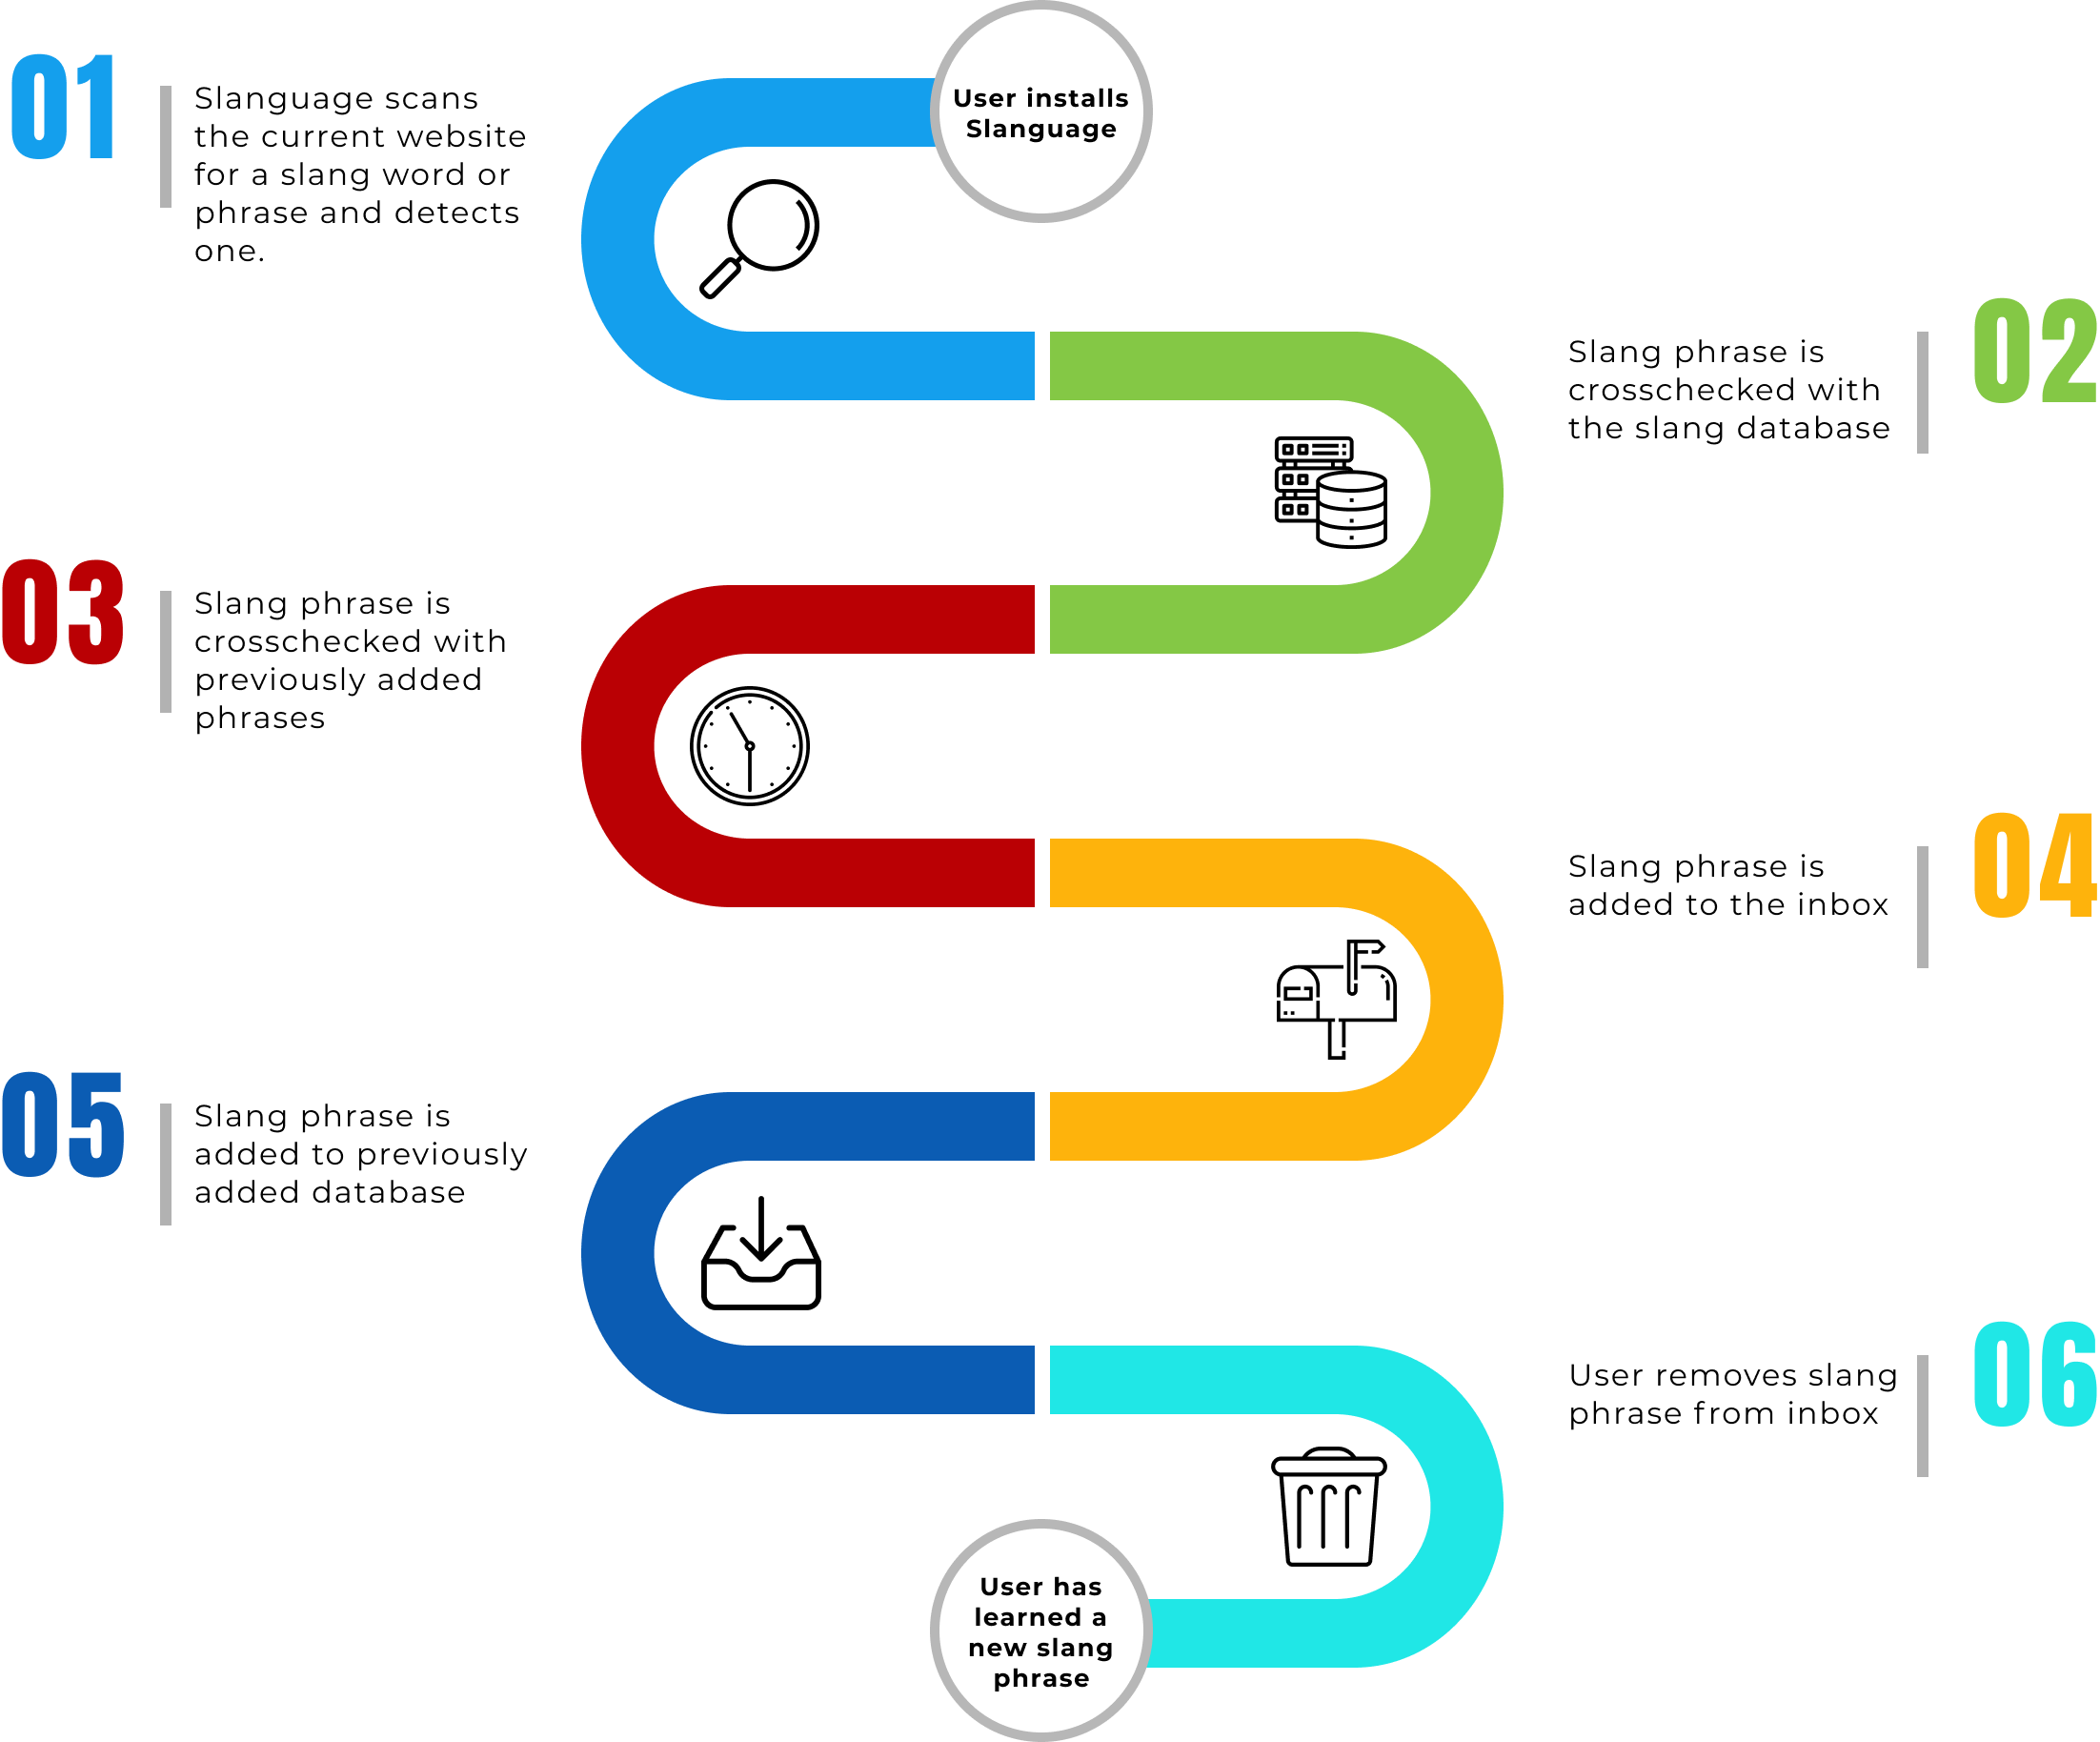 User installs
Slanguage
01
Slanguage scans
the current website
for a slang word or
phrase and detects
one.
02
Slang phrase is
crosschecked with
the slang database
03
Slang phrase is
crosschecked with
previously added
phrases
04
Slang phrase is
added to the inbox
05
Slang phrase is
added to previously
added database
06
User removes slang
phrase from inbox
User has
learned a
new slang
phrase